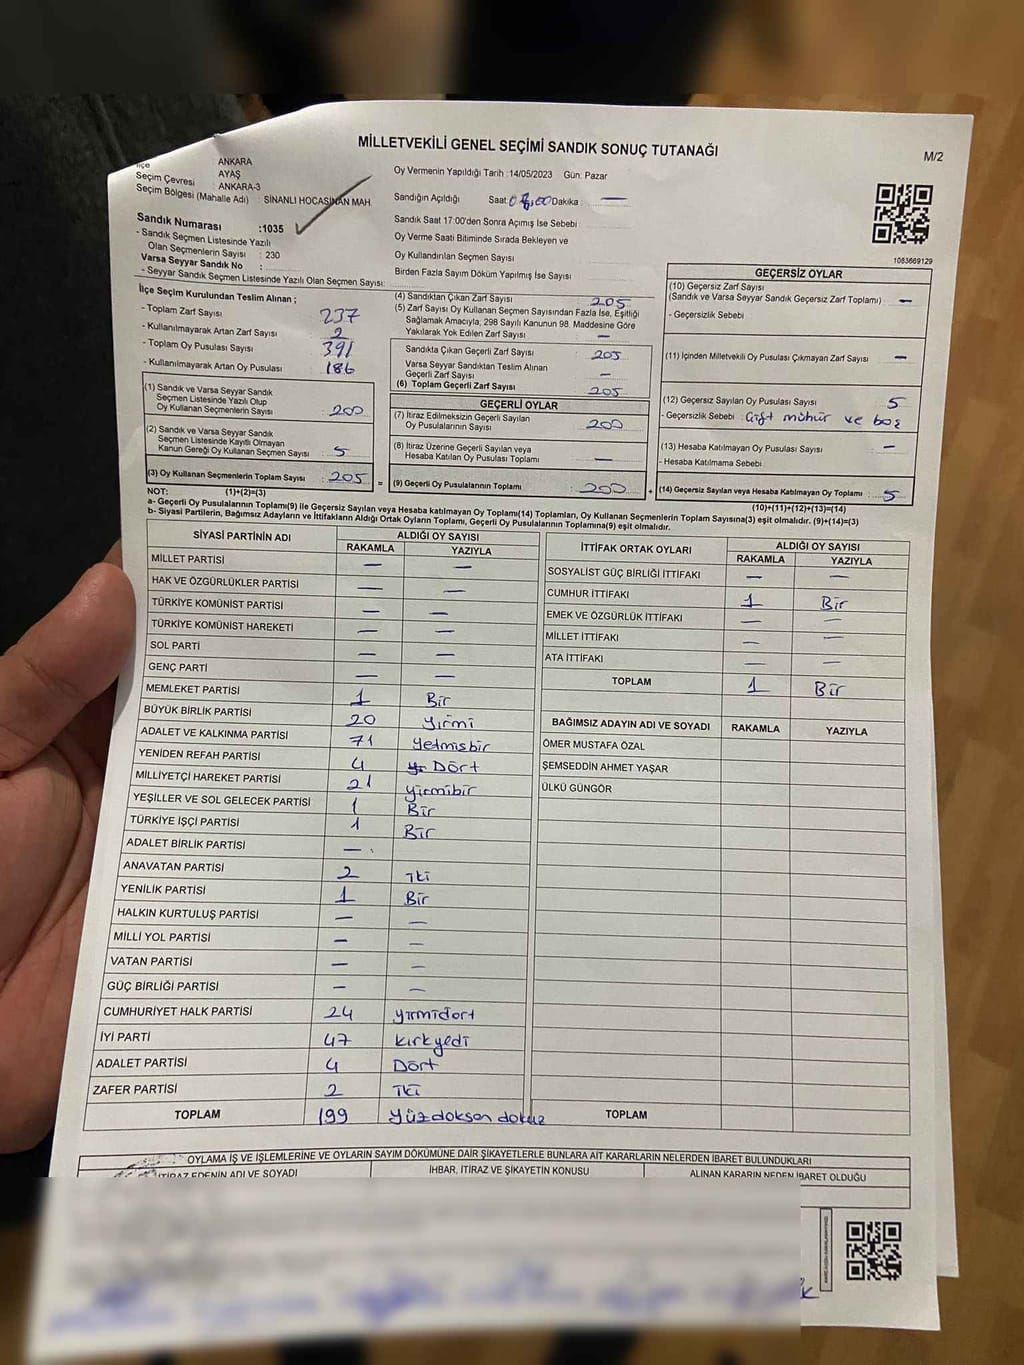 MİLLETVEKİLİ GENEL SEÇİMİ SANDIK SONUÇ TUTANAĞI
M/2
ANKARA
İlçe AYAŞ
Seçim Çevresi ANKARA-3
Seçim Bölgesi (Mahalle Adı) SİNANLI HOCASİNAN MAH.
Sandık Numarası :1035
- Sandık Seçmen Listesinde Yazılı
Olan Seçmenlerin Sayısı : 230
Varsa Seyyar Sandık No :
- Seyyar Sandık Seçmen Listesinde Yazılı Olan Seçmen Sayısı:
Oy Vermenin Yapıldığı Tarih :14/05/2023 Gün: Pazar
Sandığın Açıldığı Saat: Dakika : —
Sandık Saat 17:00'den Sonra Açımış İse Sebebi :
Oy Verme Saati Bitiminde Sırada Bekleyen ve
Oy Kullandırılan Seçmen Sayısı :
Birden Fazla Sayım Döküm Yapılmış İse Sayısı :
1083669129
İlçe Seçim Kurulundan Teslim Alınan ;
- Toplam Zarf Sayısı : 237
- Kullanılmayarak Artan Zarf Sayısı : 2
- Toplam Oy Pusulası Sayısı : 391
- Kullanılmayarak Artan Oy Pusulası : 186
(1) Sandık ve Varsa Seyyar Sandık
Seçmen Listesinde Yazılı Olup
Oy Kullanan Seçmenlerin Sayısı : 200
(2) Sandık ve Varsa Seyyar Sandık
Seçmen Listesinde Kayıtlı Olmayan
Kanun Gereği Oy Kullanan Seçmen Sayısı : 5
(3) Oy Kullanan Seçmenlerin Toplam Sayısı : 205
(4) Sandıktan Çıkan Zarf Sayısı : 205
(5) Zarf Sayısı Oy Kullanan Seçmen Sayısından Fazla İse, Eşitliği
Sağlamak Amacıyla, 298 Sayılı Kanunun 98. Maddesine Göre
Yakılarak Yok Edilen Zarf Sayısı : —
Sandıkta Çıkan Geçerli Zarf Sayısı : 205
Varsa Seyyar Sandıktan Teslim Alınan
Geçerli Zarf Sayısı : —
(6) Toplam Geçerli Zarf Sayısı : 205
GEÇERLİ OYLAR
(7) İtiraz Edilmeksizin Geçerli Sayılan
Oy Pusulalarının Sayısı : 200
(8) İtiraz Üzerine Geçerli Sayılan veya
Hesaba Katılan Oy Pusulası Toplamı : —
= (9) Geçerli Oy Pusulalarının Toplamı : 200 +
GEÇERSİZ OYLAR
(10) Geçersiz Zarf Sayısı
(Sandık ve Varsa Seyyar Sandık Geçersiz Zarf Toplamı) : —
- Geçersizlik Sebebi :
(11) İçinden Milletvekili Oy Pusulası Çıkmayan Zarf Sayısı : —
(12) Geçersiz Sayılan Oy Pusulası Sayısı : 5
- Geçersizlik Sebebi : Çift mühür ve boş
(13) Hesaba Katılmayan Oy Pusulası Sayısı : —
- Hesaba Katılmama Sebebi :
(14) Geçersiz Sayılan veya Hesaba Katılmayan Oy Toplamı : 5
NOT: (1)+(2)=(3)
(10)+(11)+(12)+(13)=(14)
a- Geçerli Oy Pusulalarının Toplamı(9) ile Geçersiz Sayılan veya Hesaba katılmayan Oy Toplamı(14) Toplamları, Oy Kullanan Seçmenlerin Toplam Sayısına(3) eşit olmalıdır. (9)+(14)=(3)
b- Siyasi Partilerin, Bağımsız Adayların ve İttifakların Aldığı Ortak Oyların Toplamı, Geçerli Oy Pusulalarının Toplamına(9) eşit olmalıdır.
SİYASİ PARTİNİN ADI ALDIĞI OY SAYISI
RAKAMLA YAZIYLA
MİLLET PARTİSİ — —
HAK VE ÖZGÜRLÜKLER PARTİSİ — —
TÜRKİYE KOMÜNİST PARTİSİ — —
TÜRKİYE KOMÜNİST HAREKETİ — —
SOL PARTİ — —
GENÇ PARTİ — —
MEMLEKET PARTİSİ 1 Bir
BÜYÜK BİRLİK PARTİSİ 20 Yirmi
ADALET VE KALKINMA PARTİSİ 71 Yetmisbir
YENİDEN REFAH PARTİSİ 4 Dört
MİLLİYETÇİ HAREKET PARTİSİ 21 Yirmibir
YEŞİLLER VE SOL GELECEK PARTİSİ 1 Bir
TÜRKİYE İŞÇİ PARTİSİ 1 Bir
ADALET BİRLİK PARTİSİ —
ANAVATAN PARTİSİ 2 İki
YENİLİK PARTİSİ 1 Bir
HALKIN KURTULUŞ PARTİSİ — —
MİLLİ YOL PARTİSİ — —
VATAN PARTİSİ — —
GÜÇ BİRLİĞİ PARTİSİ — —
CUMHURİYET HALK PARTİSİ 24 Yirmidört
İYİ PARTİ 47 Kırkyedi
ADALET PARTİSİ 4 Dört
ZAFER PARTİSİ 2 İki
TOPLAM 199 Yüzdoksan dokuz
İTTİFAK ORTAK OYLARI ALDIĞI OY SAYISI
RAKAMLA YAZIYLA
SOSYALİST GÜÇ BİRLİĞİ İTTİFAKI — —
CUMHUR İTTİFAKI 1 Bir
EMEK VE ÖZGÜRLÜK İTTİFAKI — —
MİLLET İTTİFAKI — —
ATA İTTİFAKI — —
TOPLAM 1 Bir
BAĞIMSIZ ADAYIN ADI VE SOYADI RAKAMLA YAZIYLA
ÖMER MUSTAFA ÖZAL
ŞEMSEDDİN AHMET YAŞAR
ÜLKÜ GÜNGÖR
TOPLAM
OYLAMA İŞ VE İŞLEMLERİNE VE OYLARIN SAYIM DÖKÜMÜNE DAİR ŞİKAYETLERLE BUNLARA AİT KARARLARIN NELERDEN İBARET BULUNDUKLARI
İTİRAZ EDENİN ADI VE SOYADI İHBAR, İTİRAZ VE ŞİKAYETİN KONUSU ALINAN KARARIN NEDEN İBARET OLDUĞU